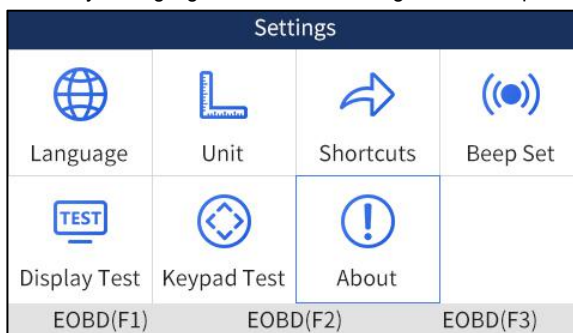 Settings
Language Unit Shortcuts Beep Set
TEST
Display Test Keypad Test About
EOBD(F1) EOBD(F2) EOBD(F3)